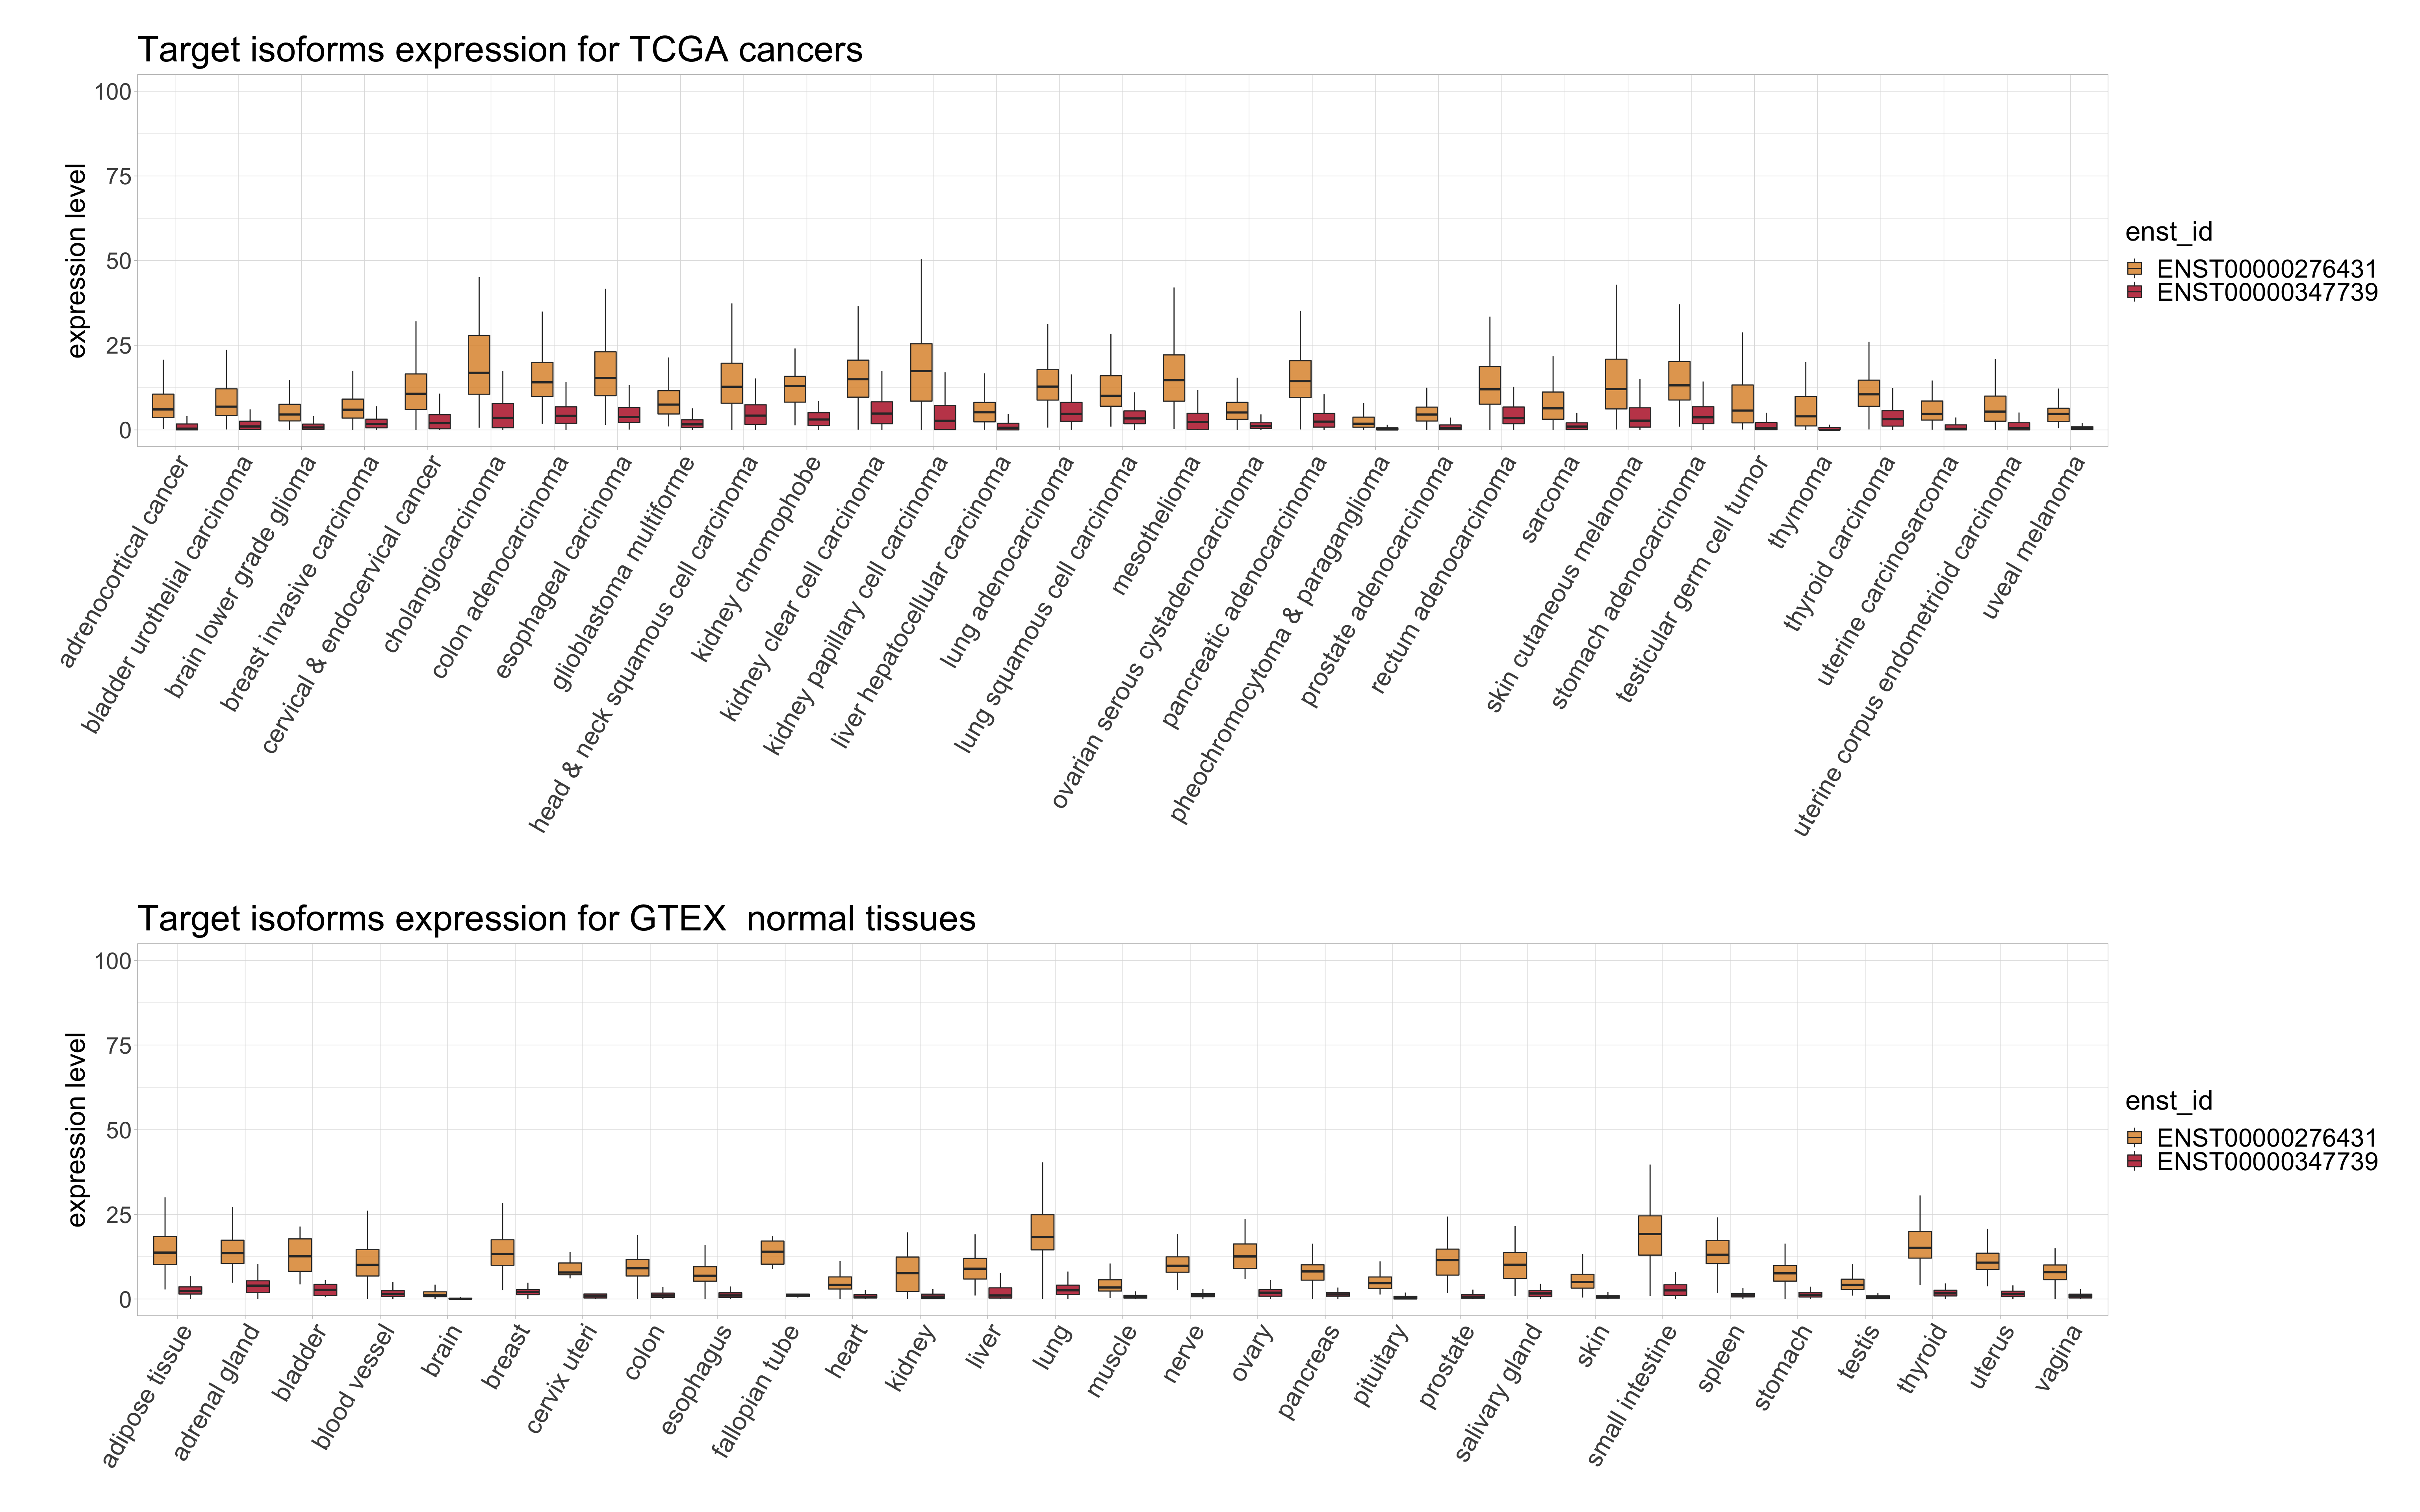 Target isoforms expression for TCGA cancers
100
75
50
25
0
expression level
adrenocortical cancer
bladder urothelial carcinoma
brain lower grade glioma
breast invasive carcinoma
cervical & endocervical cancer
cholangiocarcinoma
colon adenocarcinoma
esophageal carcinoma
glioblastoma multiforme
head & neck squamous cell carcinoma
kidney chromophobe
kidney clear cell carcinoma
kidney papillary cell carcinoma
liver hepatocellular carcinoma
lung adenocarcinoma
lung squamous cell carcinoma
mesothelioma
ovarian serous cystadenocarcinoma
pancreatic adenocarcinoma
pheochromocytoma & paraganglioma
prostate adenocarcinoma
rectum adenocarcinoma
sarcoma
skin cutaneous melanoma
stomach adenocarcinoma
testicular germ cell tumor
thymoma
thyroid carcinoma
uterine carcinosarcoma
uterine corpus endometrioid carcinoma
uveal melanoma
enst_id
ENST00000276431
ENST00000347739
Target isoforms expression for GTEX  normal tissues
100
75
50
25
0
expression level
adipose tissue
adrenal gland
bladder
blood vessel
brain
breast
cervix uteri
colon
esophagus
fallopian tube
heart
kidney
liver
lung
muscle
nerve
ovary
pancreas
pituitary
prostate
salivary gland
skin
small intestine
spleen
stomach
testis
thyroid
uterus
vagina
enst_id
ENST00000276431
ENST00000347739